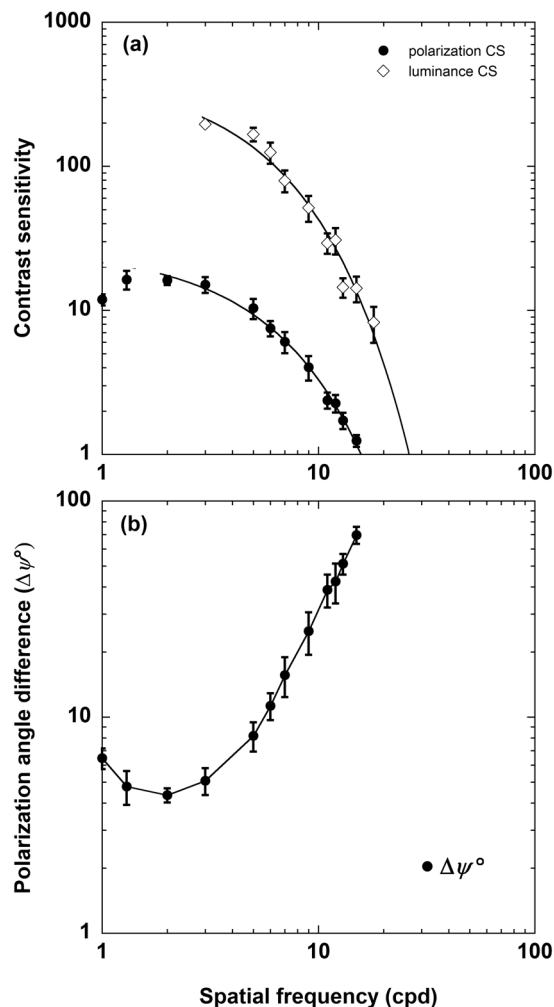 1000
(a)
polarization CS
luminance CS
100
10
1
Contrast sensitivity
1 10 100
100
(b)
10
1
Polarization angle difference (Δψ°)
Δψ°
1 10 100
Spatial frequency (cpd)